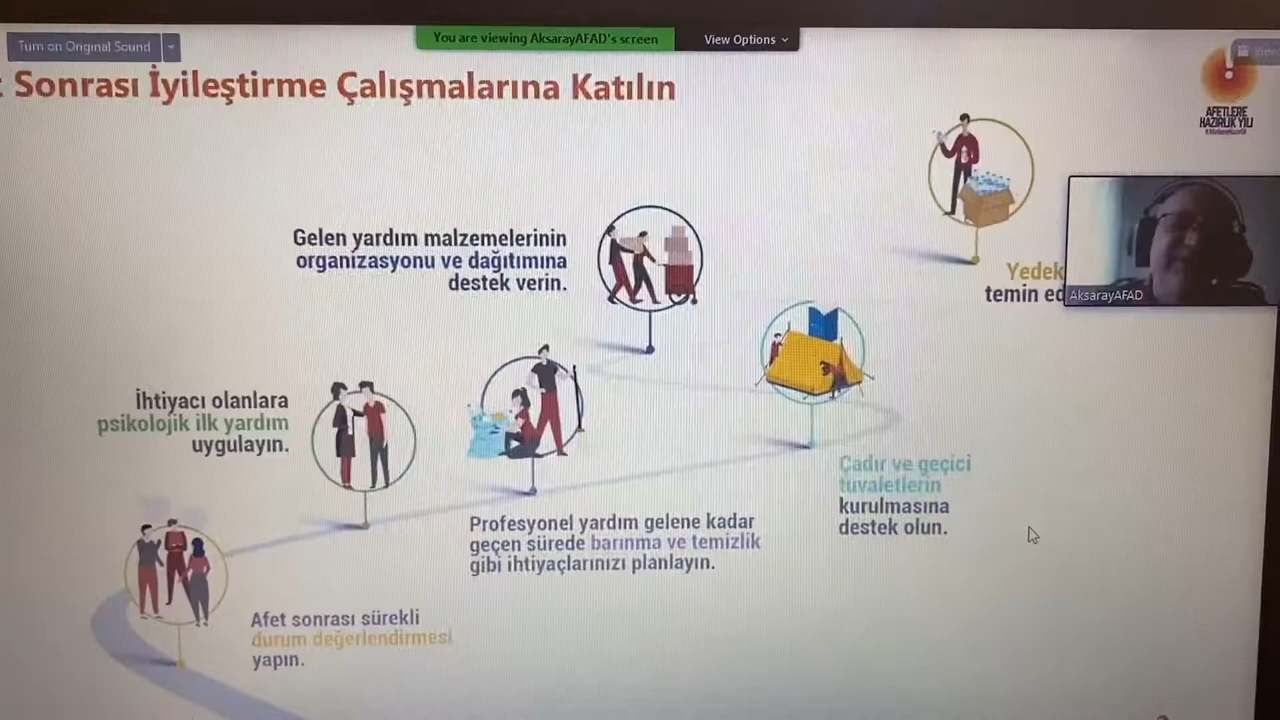 Turn on Original Sound
You are viewing AksarayAFAD's screen
View Options
Sonrası İyileştirme Çalışmalarına Katılın
AFETLERE
HAZIRLIK YILI
Gelen yardım malzemelerinin
organizasyonu ve dağıtımına
destek verin.
Yedek
temin ed
AksarayAFAD
İhtiyacı olanlara
psikolojik ilk yardım
uygulayın.
Çadır ve geçici
tuvaletlerin
kurulmasına
destek olun.
Profesyonel yardım gelene kadar
geçen sürede barınma ve temizlik
gibi ihtiyaçlarınızı planlayın.
Afet sonrası sürekli
durum değerlendirmesi
yapın.